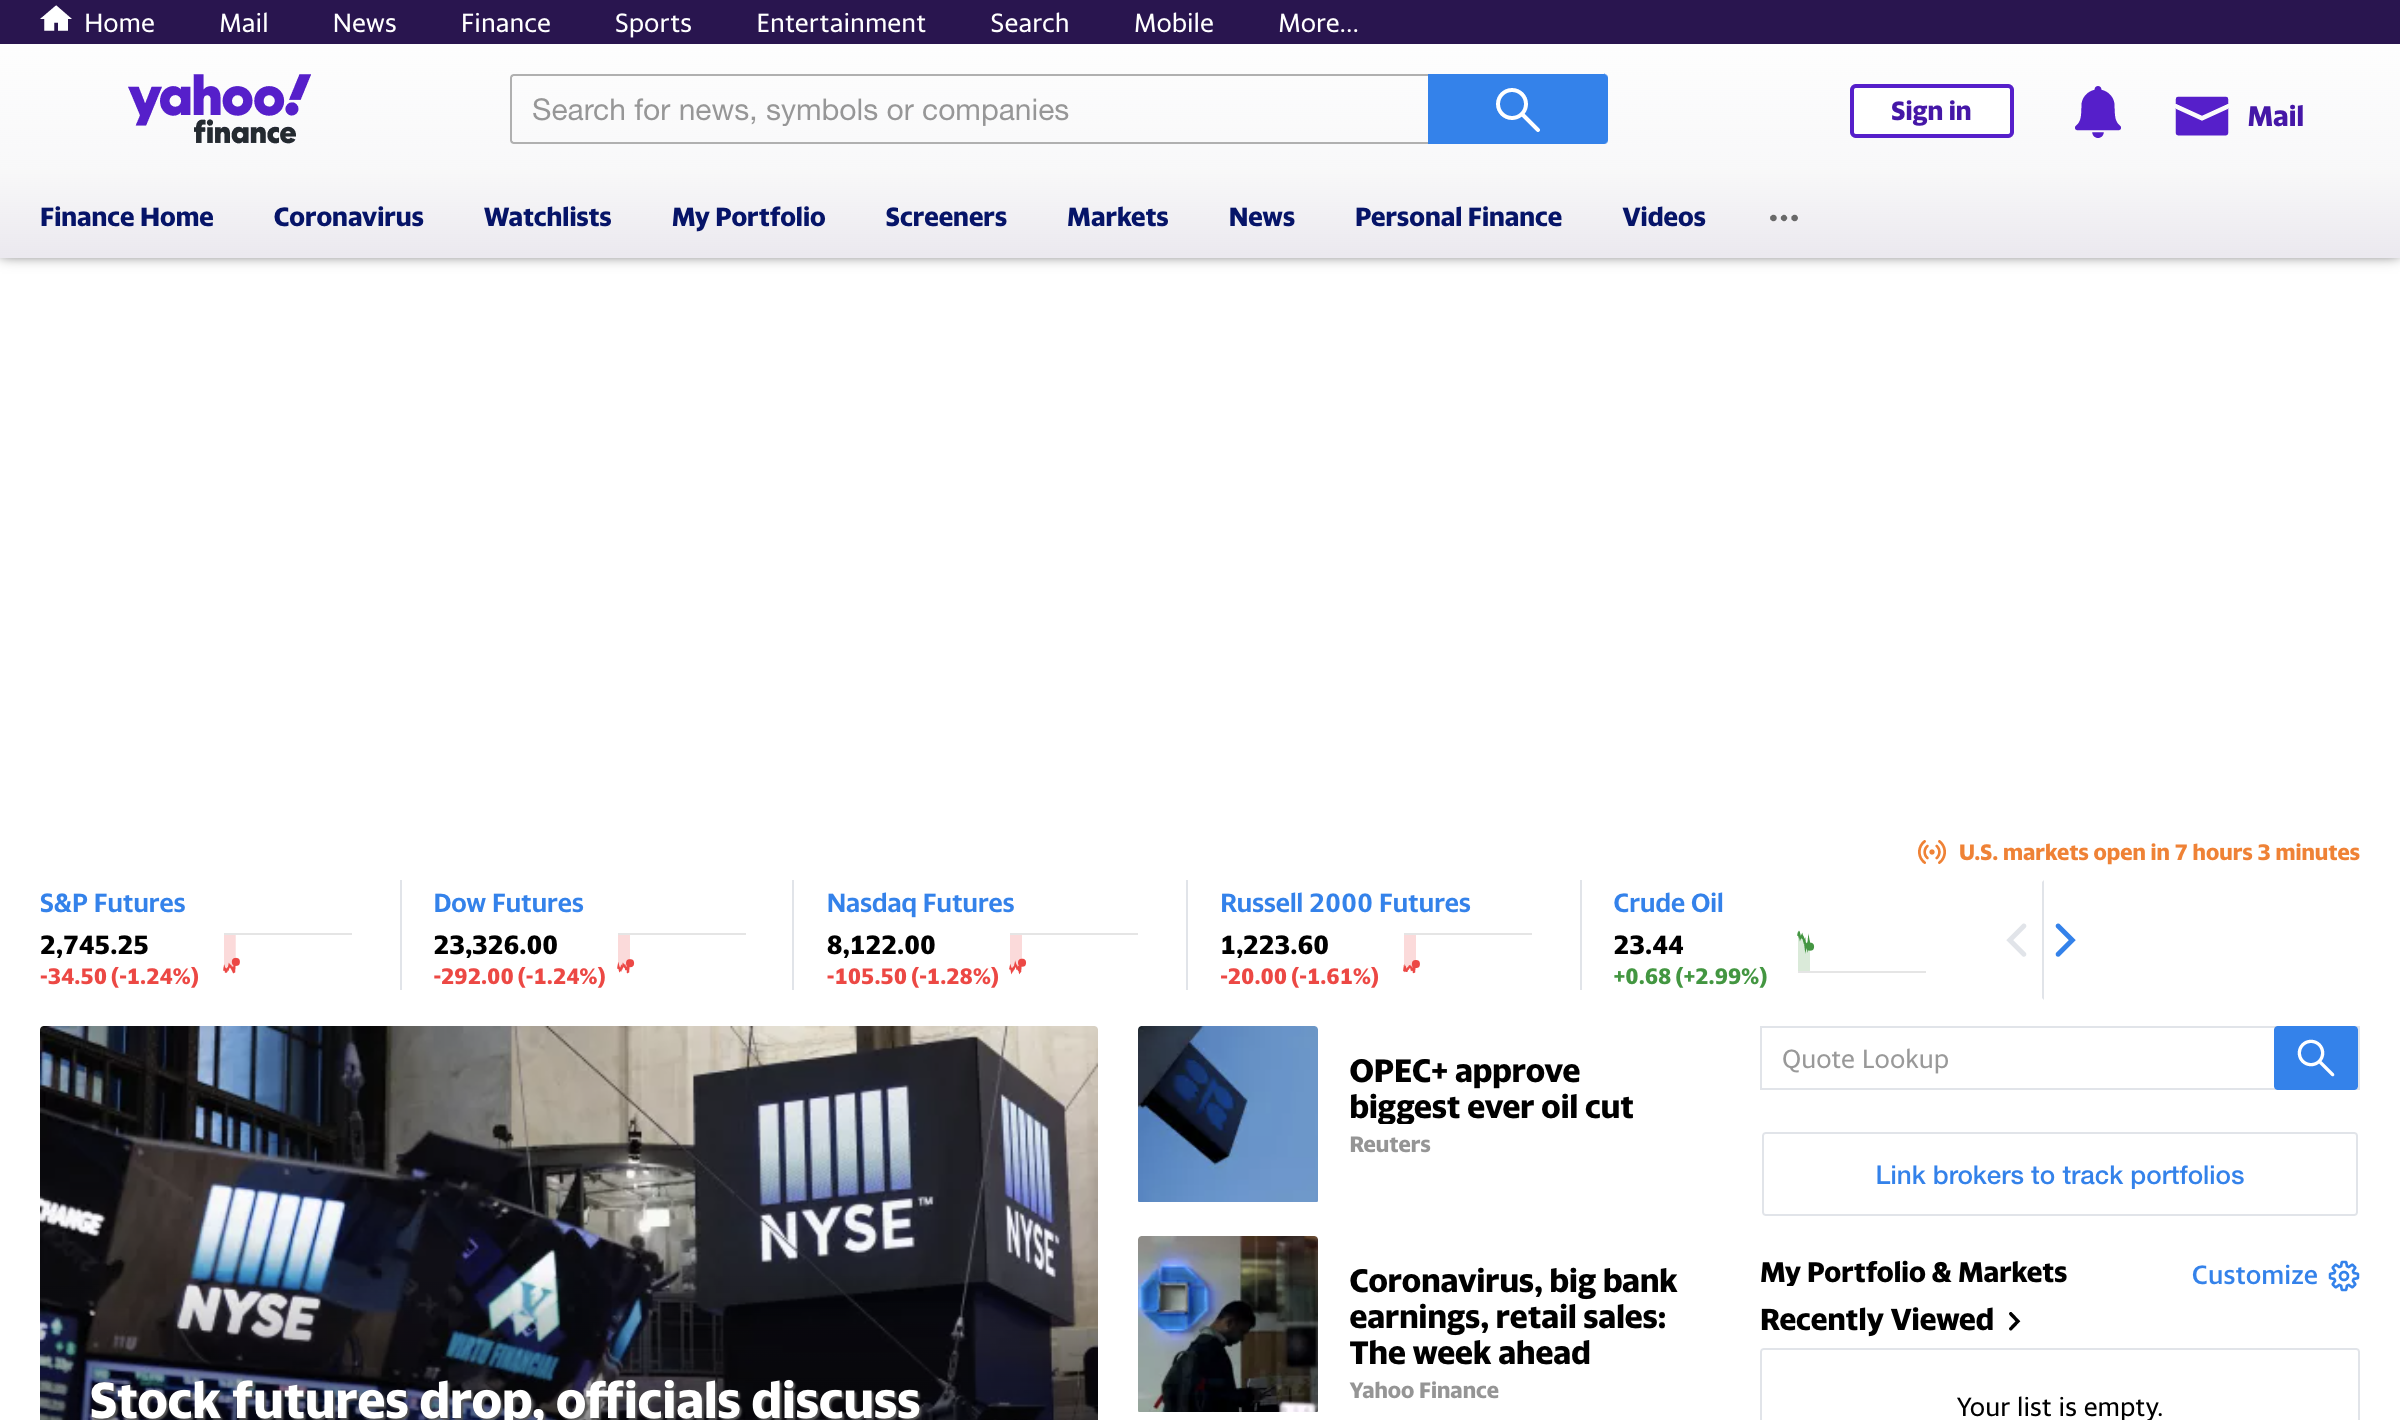 Home Mail News Finance Sports Entertainment Search Mobile More...
yahoo!
finance
Search for news, symbols or companies
Sign in
Mail
Finance Home Coronavirus Watchlists My Portfolio Screeners Markets News Personal Finance Videos
U.S. markets open in 7 hours 3 minutes
S&P Futures
2,745.25
-34.50 (-1.24%)
Dow Futures
23,326.00
-292.00 (-1.24%)
Nasdaq Futures
8,122.00
-105.50 (-1.28%)
Russell 2000 Futures
1,223.60
-20.00 (-1.61%)
Crude Oil
23.44
+0.68 (+2.99%)
NYSE™
NYSE
NYSE
VIRTU FINANCIAL
Stock futures drop, officials discuss
OPEC+ approve
biggest ever oil cut
Reuters
Coronavirus, big bank
earnings, retail sales:
The week ahead
Yahoo Finance
Quote Lookup
Link brokers to track portfolios
My Portfolio & Markets
Customize
Recently Viewed
Your list is empty.